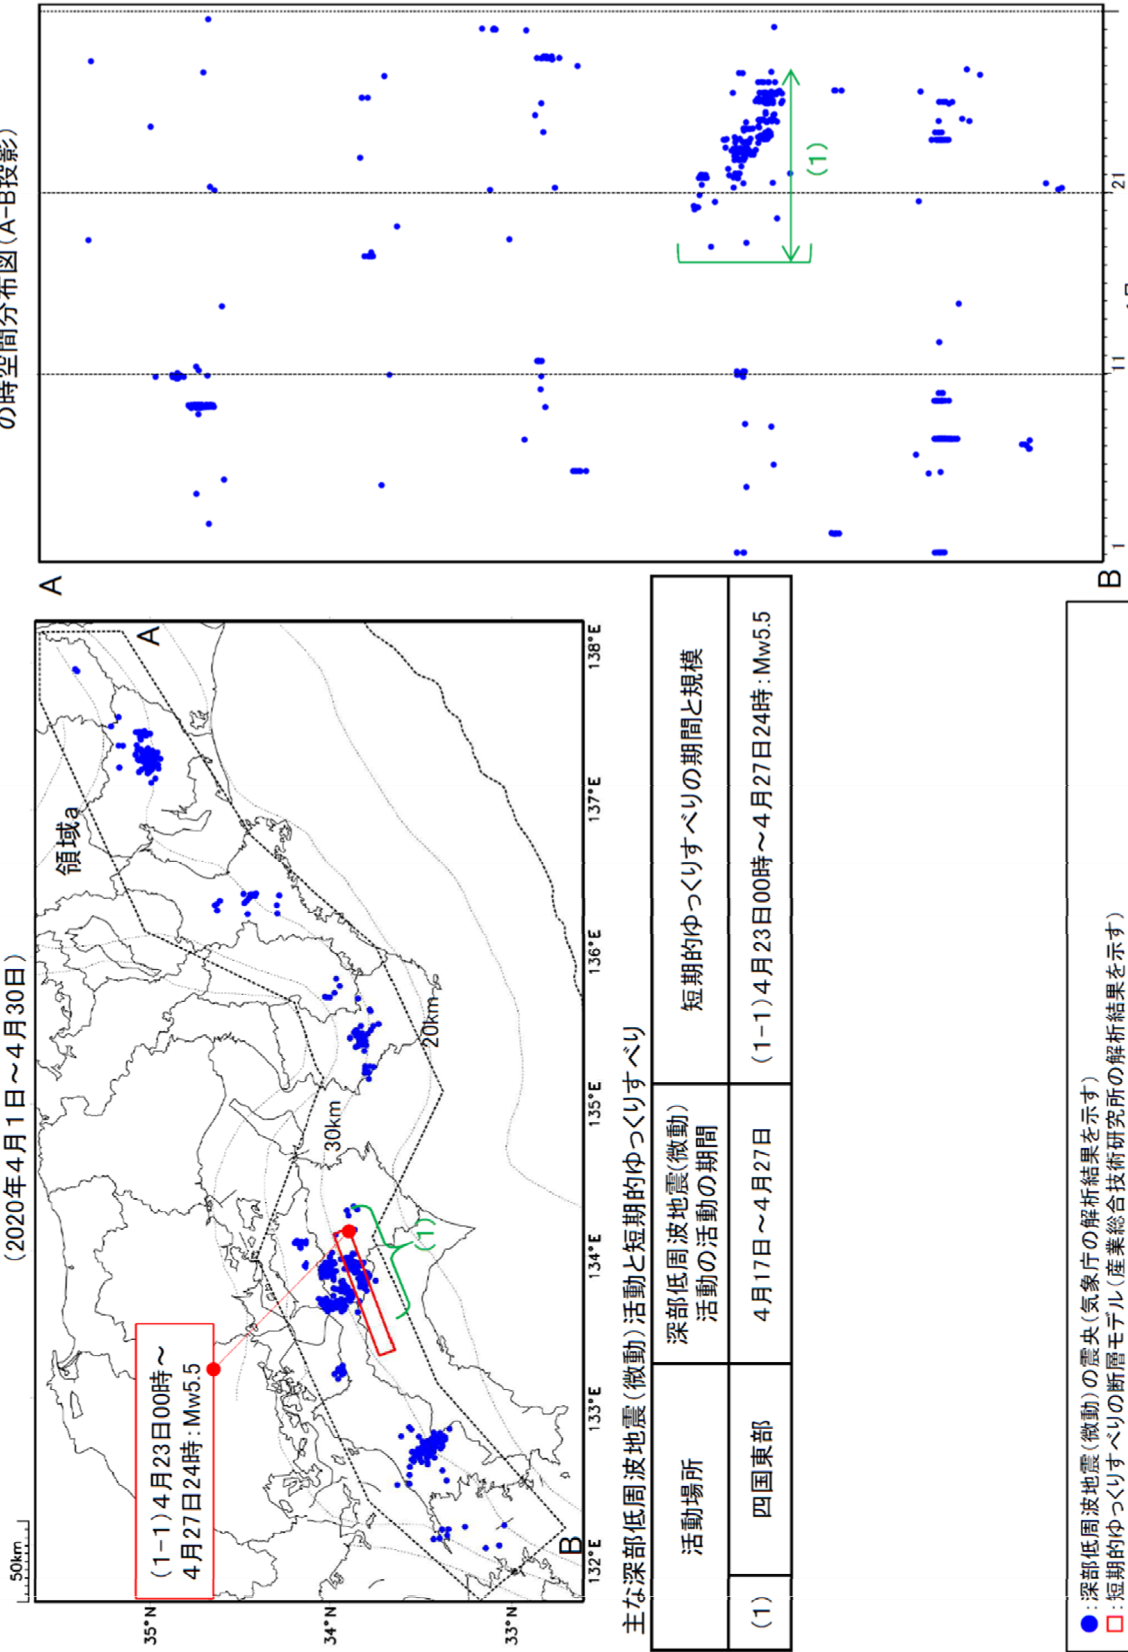 (2020年4月1日～4月30日)
の時空間分布図(A-B投影)
50km
(1-1)4月23日00時～
4月27日24時:Mw5.5
領域a
A
B
30km
20km
(1)
35°N
34°N
33°N
132°E
133°E
134°E
135°E
136°E
137°E
138°E
A
B
(1)
1
11
21
主な深部低周波地震(微動)活動と短期的ゆっくりすべり
活動場所
深部低周波地震(微動)
活動の活動の期間
短期的ゆっくりすべりの期間と規模
(1)
四国東部
4月17日～4月27日
(1-1)4月23日00時～4月27日24時:Mw5.5
●:深部低周波地震(微動)の震央(気象庁の解析結果を示す)
□:短期的ゆっくりすべりの断層モデル(産業総合技術研究所の解析結果を示す)